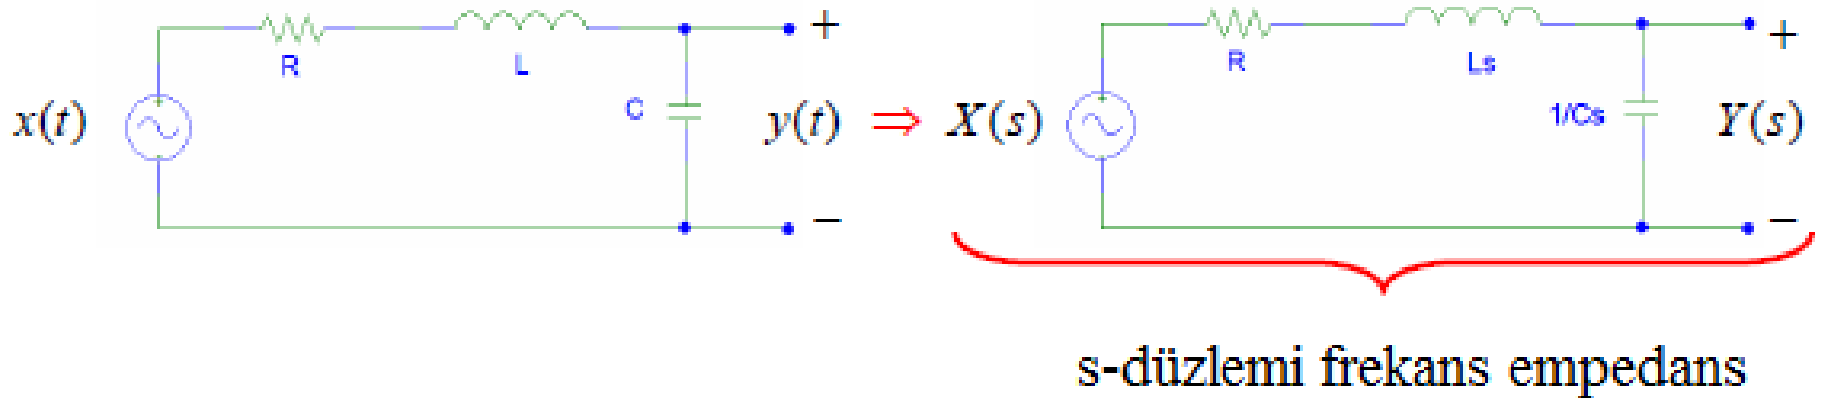 R L + R Ls +
x(t) C y(t) ⇒ X(s) 1/Cs Y(s)
− −
s-düzlemi frekans empedans